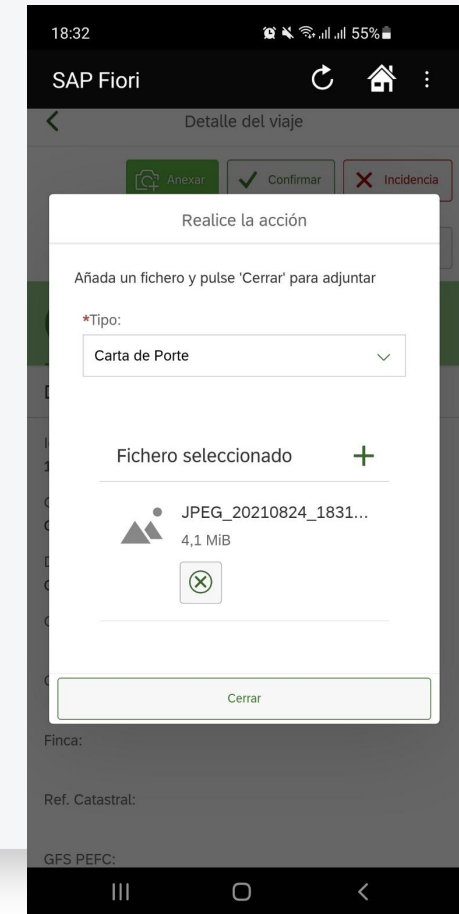 18:32
55%
SAP Fiori
Detalle del viaje
Anexar
Confirmar
Incidencia
Realice la acción
Añada un fichero y pulse 'Cerrar' para adjuntar
*Tipo:
Carta de Porte
Fichero seleccionado
JPEG_20210824_1831...
4,1 MiB
Cerrar
Finca:
Ref. Catastral:
GFS PEFC: